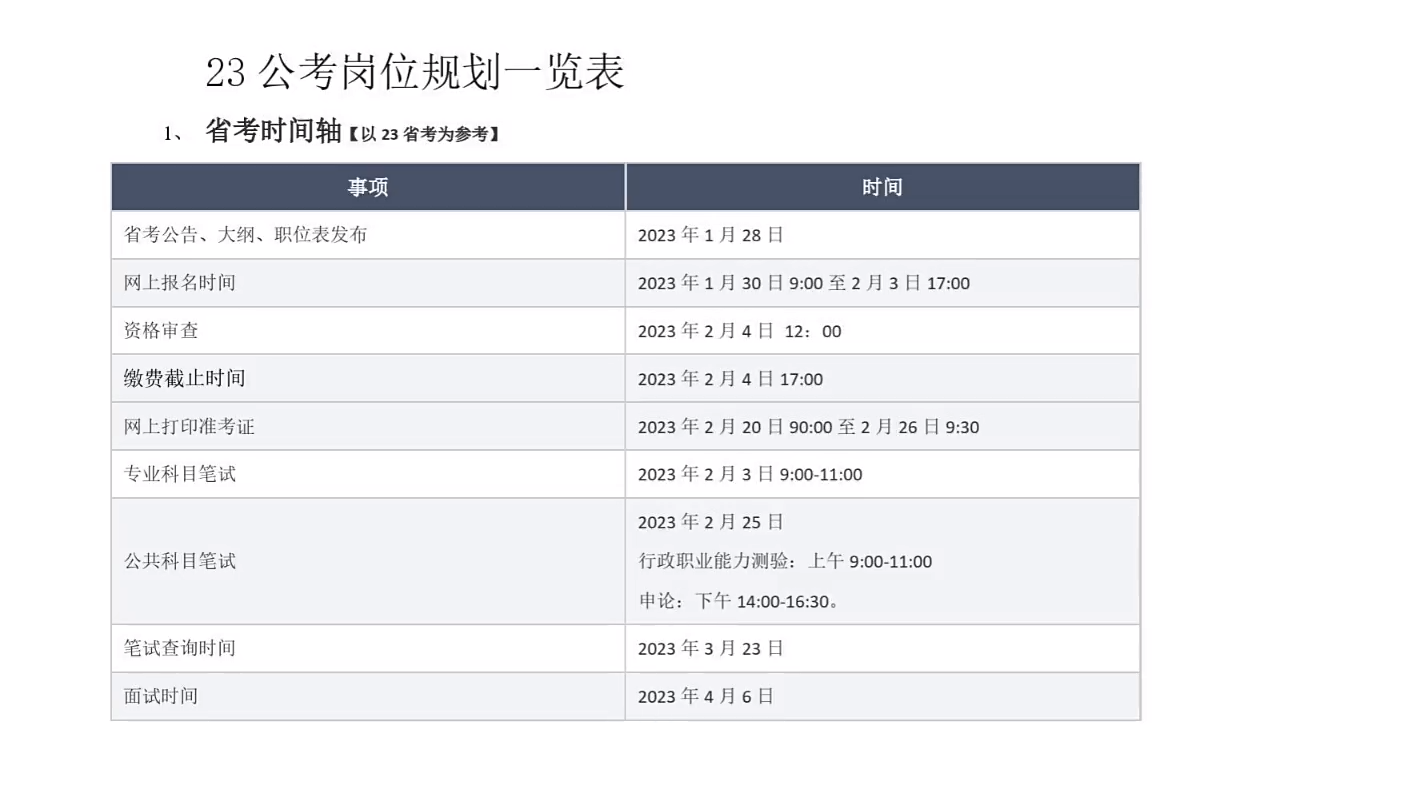 23 公考岗位规划一览表
1、 省考时间轴【以 23 省考为参考】
事项 时间
省考公告、大纲、职位表发布 2023 年 1 月 28 日
网上报名时间 2023 年 1 月 30 日 9:00 至 2 月 3 日 17:00
资格审查 2023 年 2 月 4 日 12：00
缴费截止时间 2023 年 2 月 4 日 17:00
网上打印准考证 2023 年 2 月 20 日 90:00 至 2 月 26 日 9:30
专业科目笔试 2023 年 2 月 3 日 9:00-11:00
公共科目笔试
2023 年 2 月 25 日
行政职业能力测验：上午 9:00-11:00
申论：下午 14:00-16:30。
笔试查询时间 2023 年 3 月 23 日
面试时间 2023 年 4 月 6 日